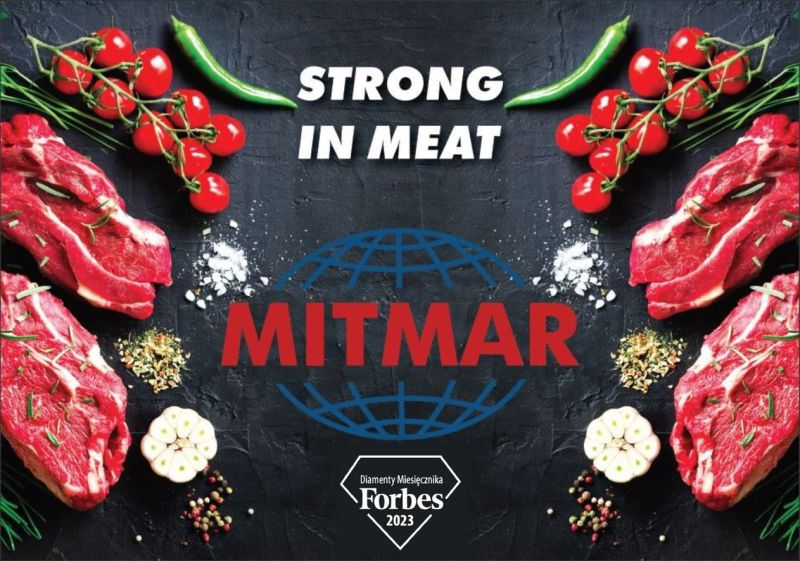 STRONG
IN MEAT
MITMAR
Diamenty Miesięcznika
Forbes
2023